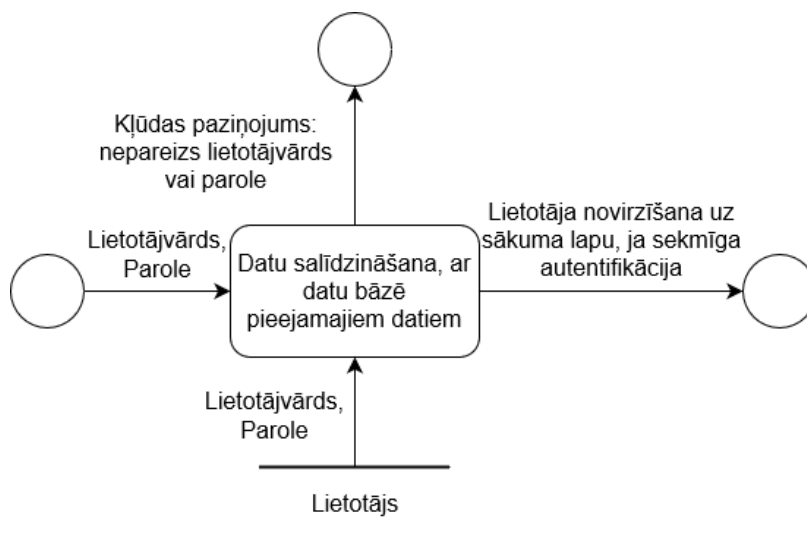 Kļūdas paziņojums:
nepareizs lietotājvārds
vai parole
Lietotājvārds,
Parole
Datu salīdzināšana, ar
datu bāzē
pieejamajiem datiem
Lietotāja novirzīšana uz
sākuma lapu, ja sekmīga
autentifikācija
Lietotājvārds,
Parole
Lietotājs